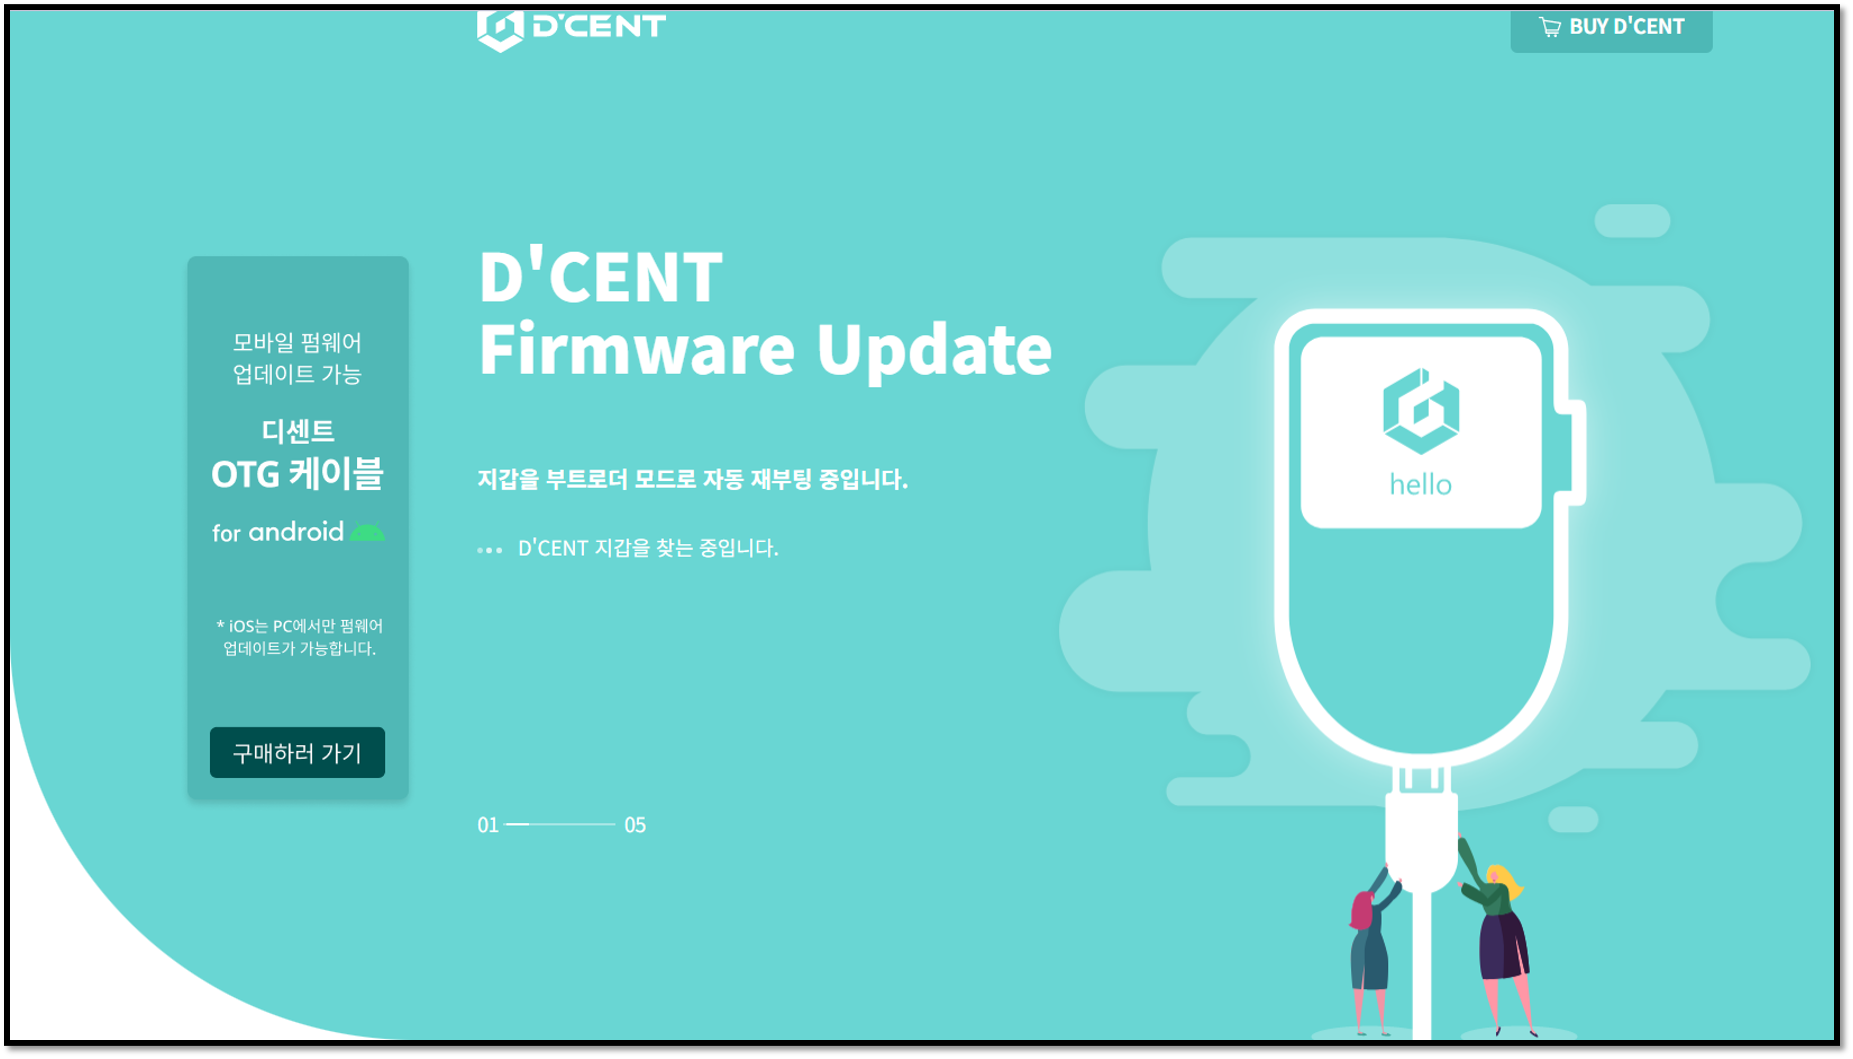 D'CENT
BUY D'CENT
모바일 펌웨어
업데이트 가능
디센트
OTG 케이블
for android
* iOS는 PC에서만 펌웨어
업데이트가 가능합니다.
구매하러 가기
D'CENT
Firmware Update
지갑을 부트로더 모드로 자동 재부팅 중입니다.
D'CENT 지갑을 찾는 중입니다.
01 05
hello